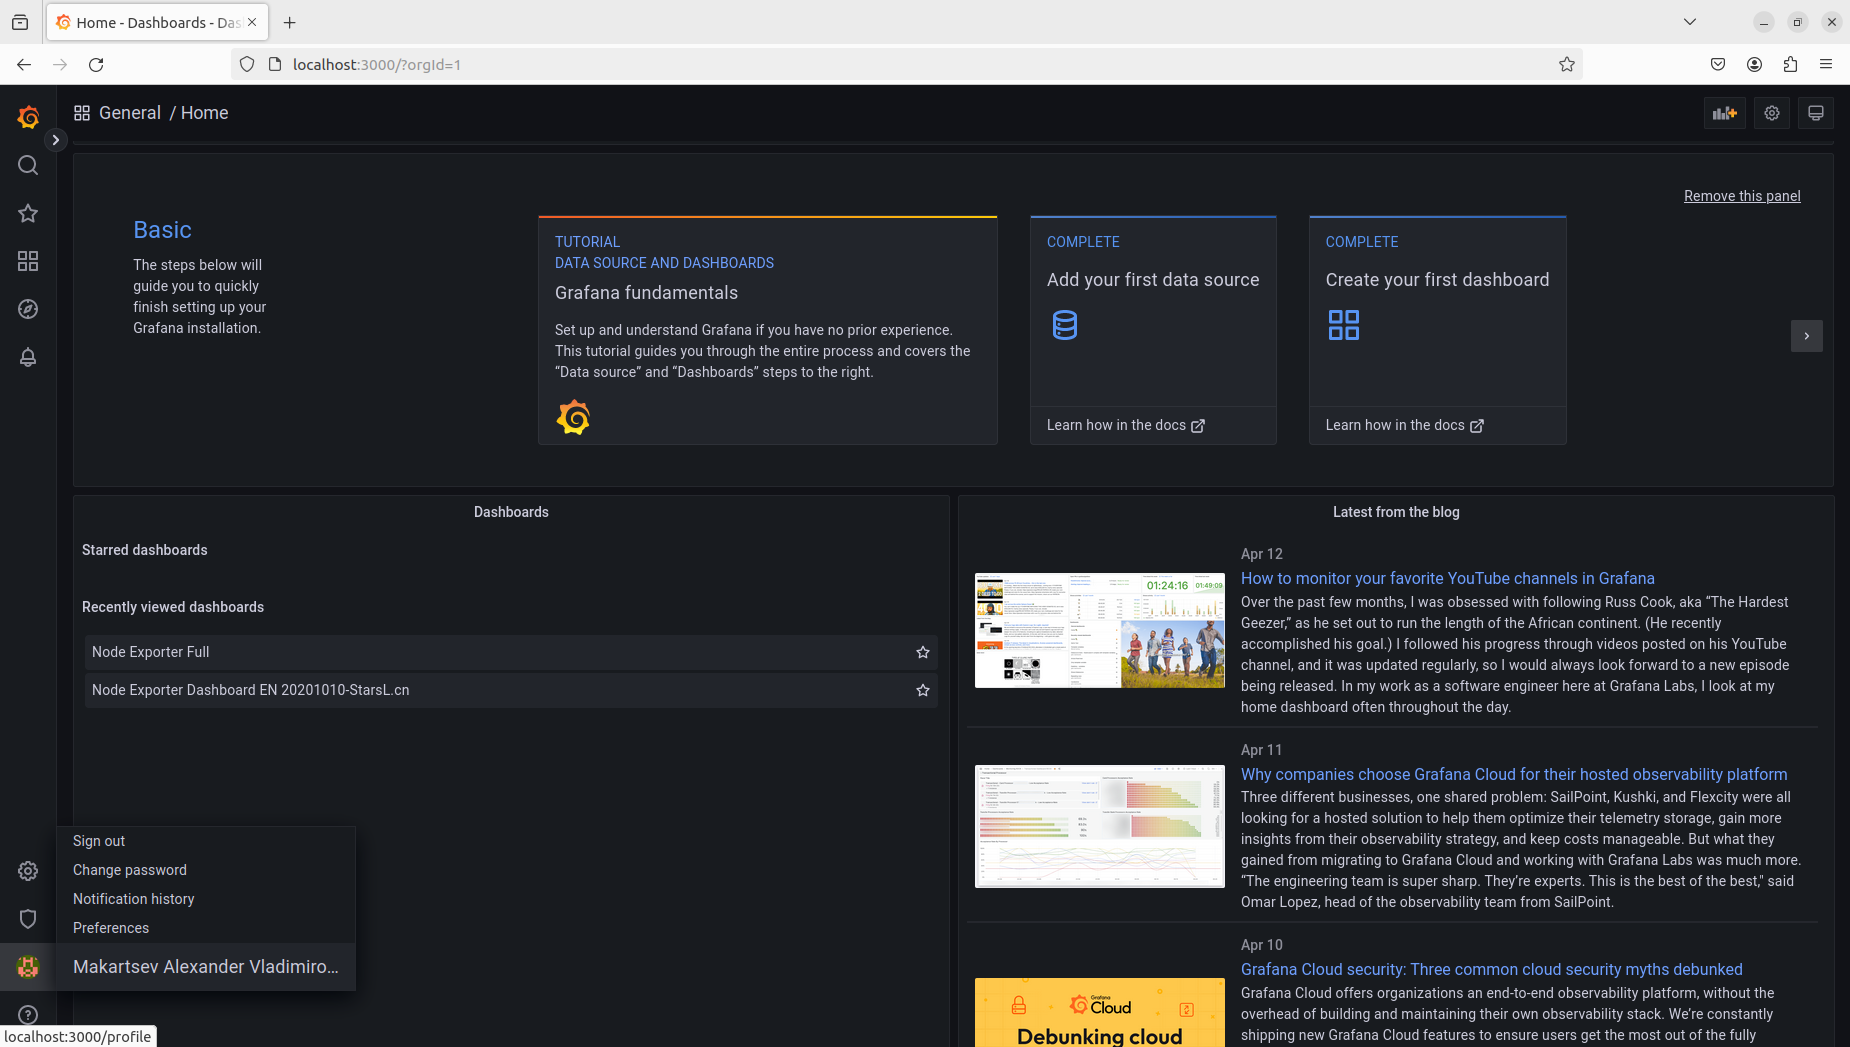 Home - Dashboards - Das
localhost:3000/?orgId=1
General / Home
Remove this panel
Basic
The steps below will
guide you to quickly
finish setting up your
Grafana installation.
TUTORIAL
DATA SOURCE AND DASHBOARDS
Grafana fundamentals
Set up and understand Grafana if you have no prior experience.
This tutorial guides you through the entire process and covers the
“Data source” and “Dashboards” steps to the right.
COMPLETE
Add your first data source
Learn how in the docs
COMPLETE
Create your first dashboard
Learn how in the docs
Dashboards
Starred dashboards
Recently viewed dashboards
Node Exporter Full
Node Exporter Dashboard EN 20201010-StarsL.cn
Latest from the blog
Apr 12
How to monitor your favorite YouTube channels in Grafana
Over the past few months, I was obsessed with following Russ Cook, aka “The Hardest
Geezer,” as he set out to run the length of the African continent. (He recently
accomplished his goal.) I followed his progress through videos posted on his YouTube
channel, and it was updated regularly, so I would always look forward to a new episode
being released. In my work as a software engineer here at Grafana Labs, I look at my
home dashboard often throughout the day.
01:24:16
01:49:09
Apr 11
Why companies choose Grafana Cloud for their hosted observability platform
Three different businesses, one shared problem: SailPoint, Kushki, and Flexcity were all
looking for a hosted solution to help them optimize their telemetry storage, gain more
insights from their observability strategy, and keep costs manageable. But what they
gained from migrating to Grafana Cloud and working with Grafana Labs was much more.
“The engineering team is super sharp. They’re experts. This is the best of the best," said
Omar Lopez, head of the observability team from SailPoint.
Apr 10
Grafana Cloud security: Three common cloud security myths debunked
Grafana Cloud offers organizations an end-to-end observability platform, without the
overhead of building and maintaining their own observability stack. We’re constantly
shipping new Grafana Cloud features to ensure users get the most out of the fully
Grafana
Cloud
Debunking cloud
Sign out
Change password
Notification history
Preferences
Makartsev Alexander Vladimiro...
localhost:3000/profile